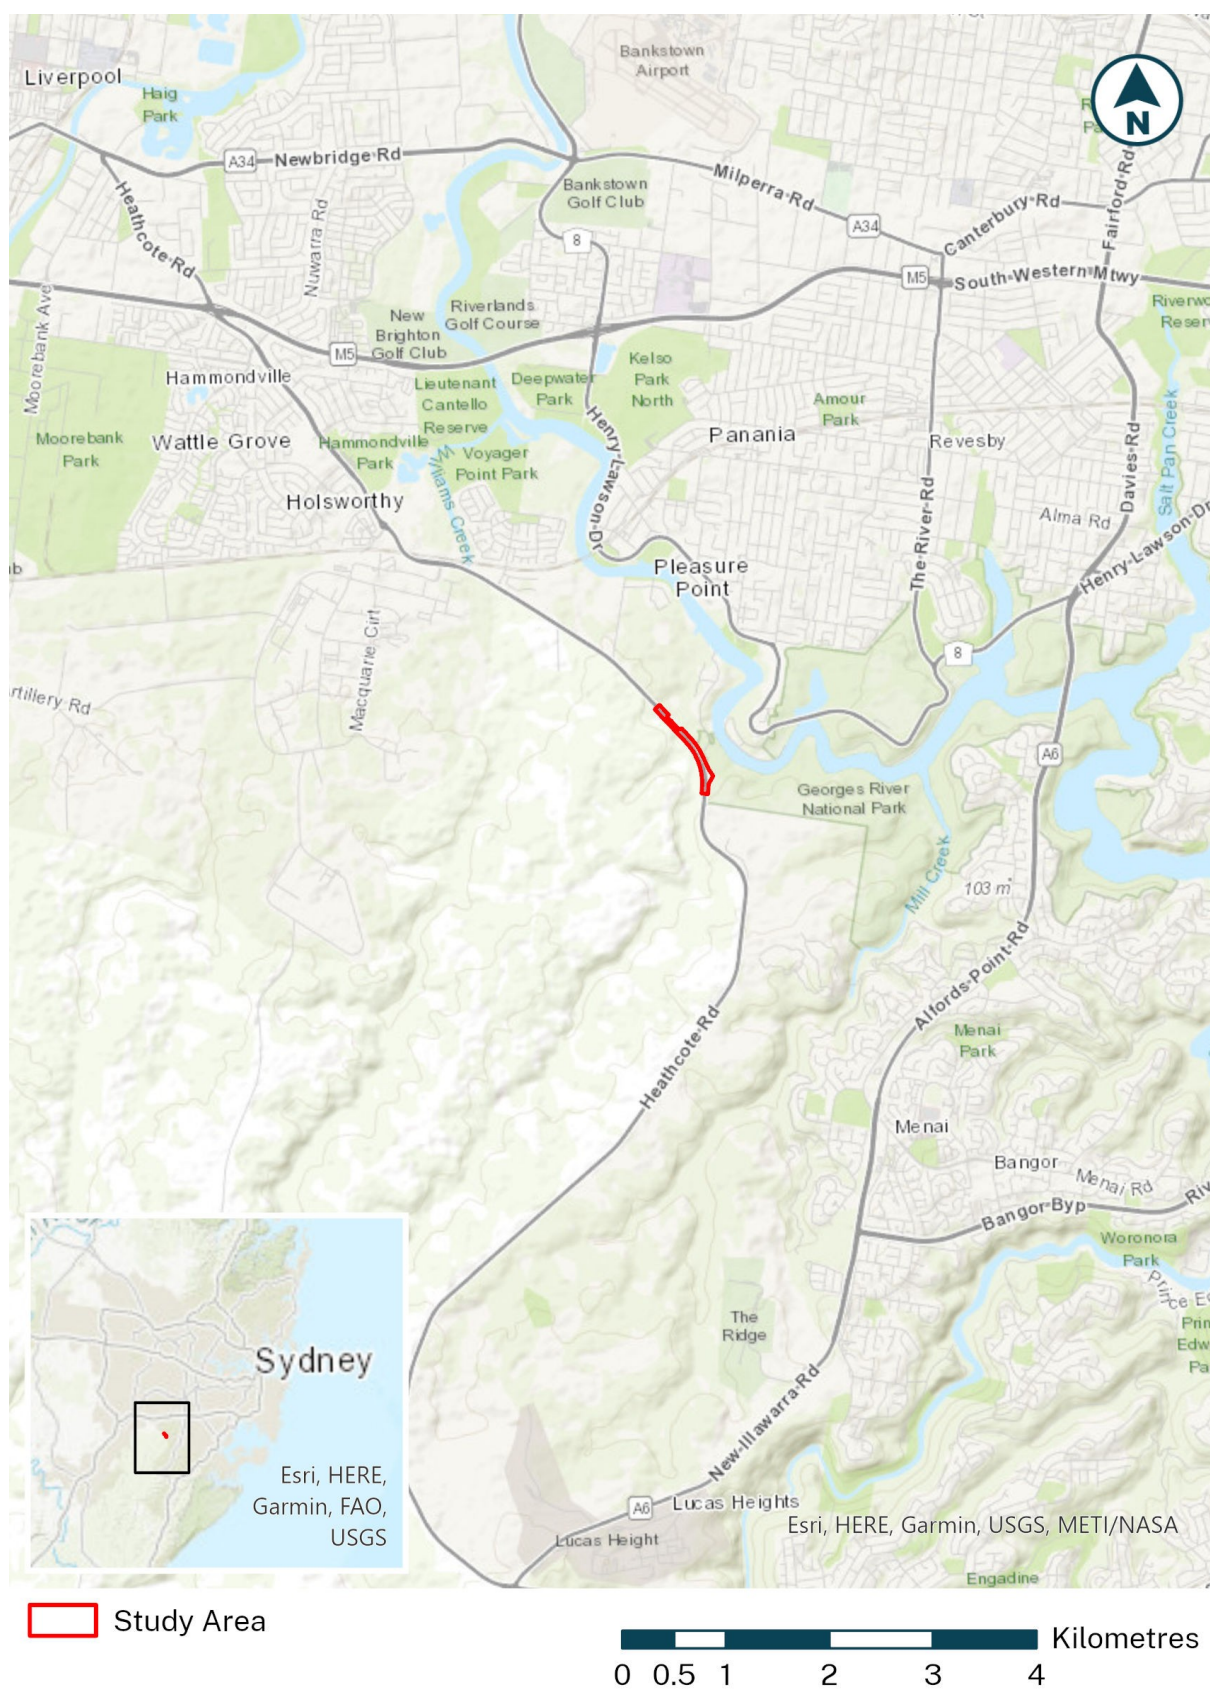 Bankstown
Airport
Liverpool
Haig
Park
N
A34
Newbridge Rd
Milperra Rd
Fairford Rd
Heathcote Rd
Nuwarra Rd
Bankstown
Golf Club
8
A34
Canterbury Rd
M5
South-Western Mtwy
Moorebank Ave
New
Brighton
Golf Club
Riverlands
Golf Course
M5
Hammondville
Lieutenant
Cantello
Reserve
Deepwater
Park
Kelso
Park
North
Amour
Park
Moorebank
Park
Wattle Grove
Hammondville
Park
Williams Creek
Voyager
Point Park
Henry Lawson Dr
Panania
Revesby
Davies Rd
Salt Pan Creek
Holsworthy
The River Rd
Alma Rd
Henry Lawson Dr
Pleasure
Point
Macquarie Cirt
8
A6
Georges River
National Park
Mill Creek
103 m
Alfords Point Rd
Heathcote Rd
Menai
Park
Menai
Bangor
Menai Rd
Bangor Byp
Woronora
Park
The
Ridge
New Illawarra Rd
Sydney
Esri, HERE,
Garmin, FAO,
USGS
A6
Lucas Heights
Lucas Height
Esri, HERE, Garmin, USGS, METI/NASA
Engadine
Study Area
Kilometres
0 0.5 1 2 3 4